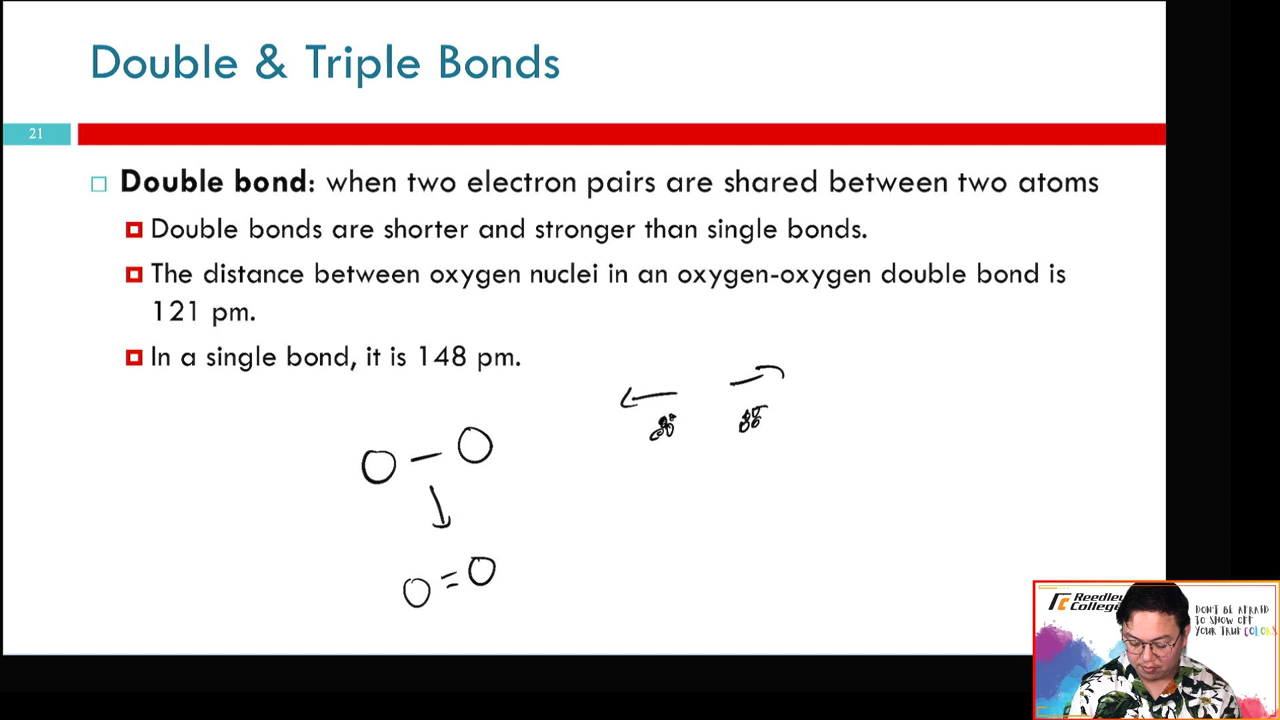 Double & Triple Bonds
21
Double bond: when two electron pairs are shared between two atoms
Double bonds are shorter and stronger than single bonds.
The distance between oxygen nuclei in an oxygen-oxygen double bond is
121 pm.
In a single bond, it is 148 pm.
O – O
O = O
Reedley
College
DON'T BE AFRAID
TO SHOW OFF
YOUR TRUE COLORS